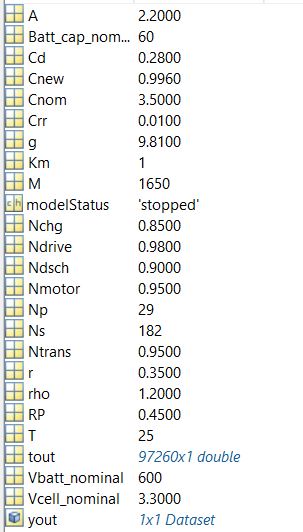 A 2.2000
Batt_cap_nom... 60
Cd 0.2800
Cnew 0.9960
Cnom 3.5000
Crr 0.0100
g 9.8100
Km 1
M 1650
ch modelStatus 'stopped'
Nchg 0.8500
Ndrive 0.9800
Ndsch 0.9000
Nmotor 0.9500
Np 29
Ns 182
Ntrans 0.9500
r 0.3500
rho 1.2000
RP 0.4500
T 25
tout 97260x1 double
Vbatt_nominal 600
Vcell_nominal 3.3000
yout 1x1 Dataset